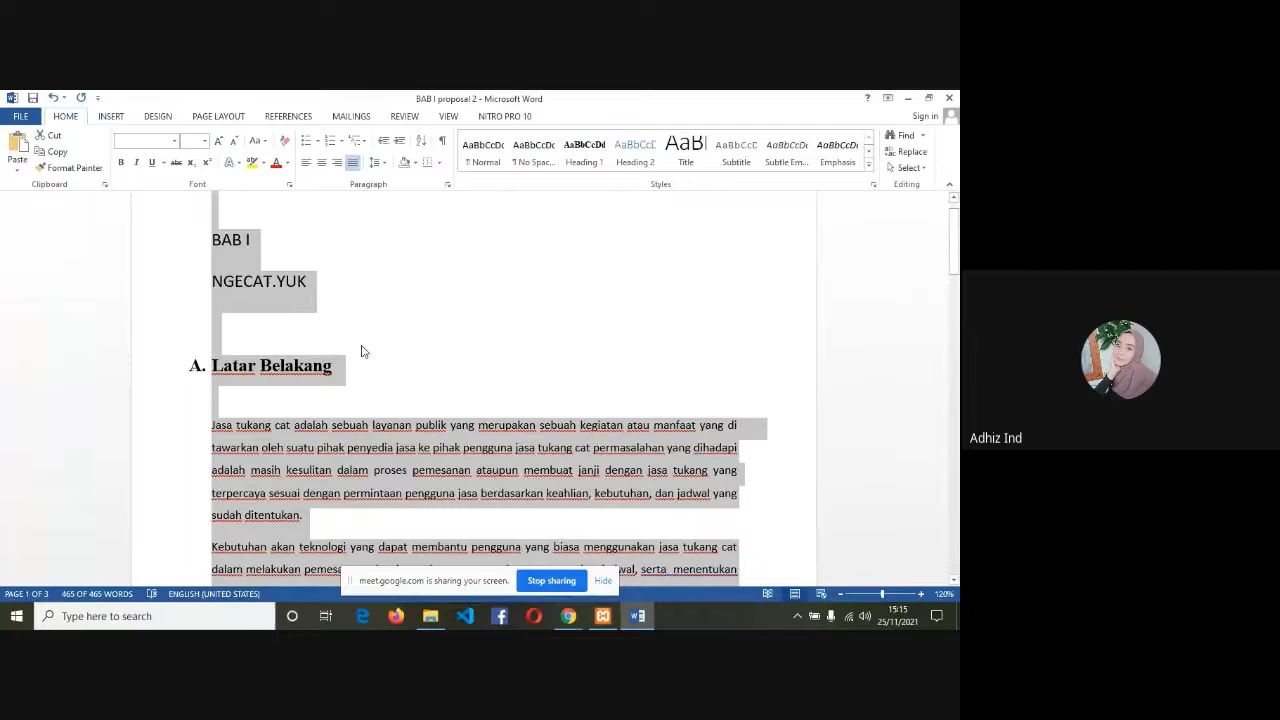 BAB I proposal 2 - Microsoft Word
FILE HOME INSERT DESIGN PAGE LAYOUT REFERENCES MAILINGS REVIEW VIEW NITRO PRO 10 Sign in
Paste
Cut
Copy
Format Painter
Clipboard
Font
Paragraph
AaBbCcDc AaBbCcDc AaBbCcDd AaBbCcC AaBbCcC AaBbCcDc AaBbCcDc
¶ Normal ¶ No Spac... Heading 1 Heading 2 Title Subtitle Subtle Em... Emphasis
Styles
Find
Replace
Select
Editing
BAB I
NGECAT.YUK
A. Latar Belakang
Jasa tukang cat adalah sebuah layanan publik yang merupakan sebuah kegiatan atau manfaat yang di
tawarkan oleh suatu pihak penyedia jasa ke pihak pengguna jasa tukang cat permasalahan yang dihadapi
adalah masih kesulitan dalam proses pemesanan ataupun membuat janji dengan jasa tukang yang
terpercaya sesuai dengan permintaan pengguna jasa berdasarkan keahlian, kebutuhan, dan jadwal yang
sudah ditentukan.
Kebutuhan akan teknologi yang dapat membantu pengguna yang biasa menggunakan jasa tukang cat
dalam melakukan serta menentukan
meet.google.com is sharing your screen. Stop sharing Hide
PAGE 1 OF 3 465 OF 465 WORDS ENGLISH (UNITED STATES) 120%
Type here to search
15:15
25/11/2021
Adhiz Ind